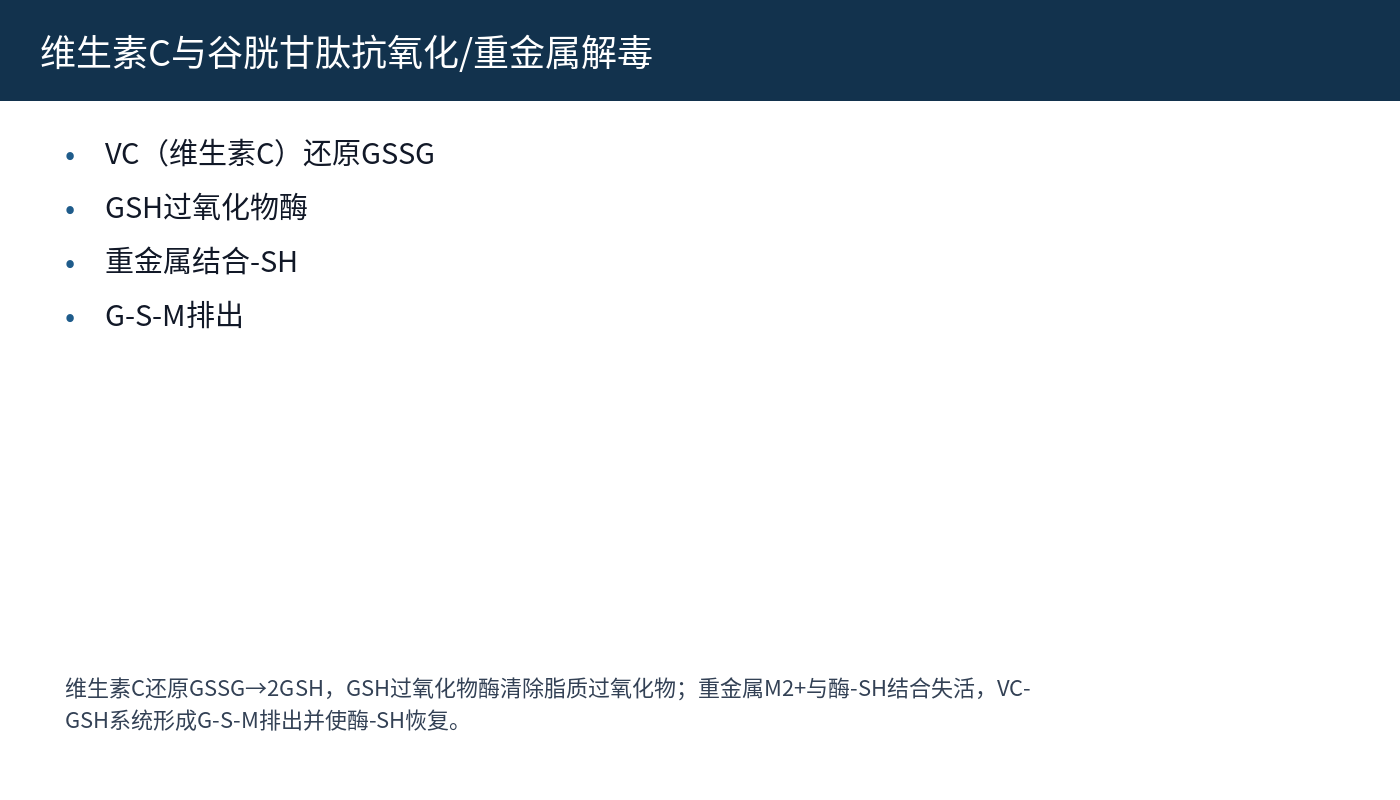 维生素C与谷胱甘肽抗氧化/重金属解毒
• VC（维生素C）还原GSSG
• GSH过氧化物酶
• 重金属结合-SH
• G-S-M排出
维生素C还原GSSG→2GSH，GSH过氧化物酶清除脂质过氧化物；重金属M2+与酶-SH结合失活，VC-
GSH系统形成G-S-M排出并使酶-SH恢复。